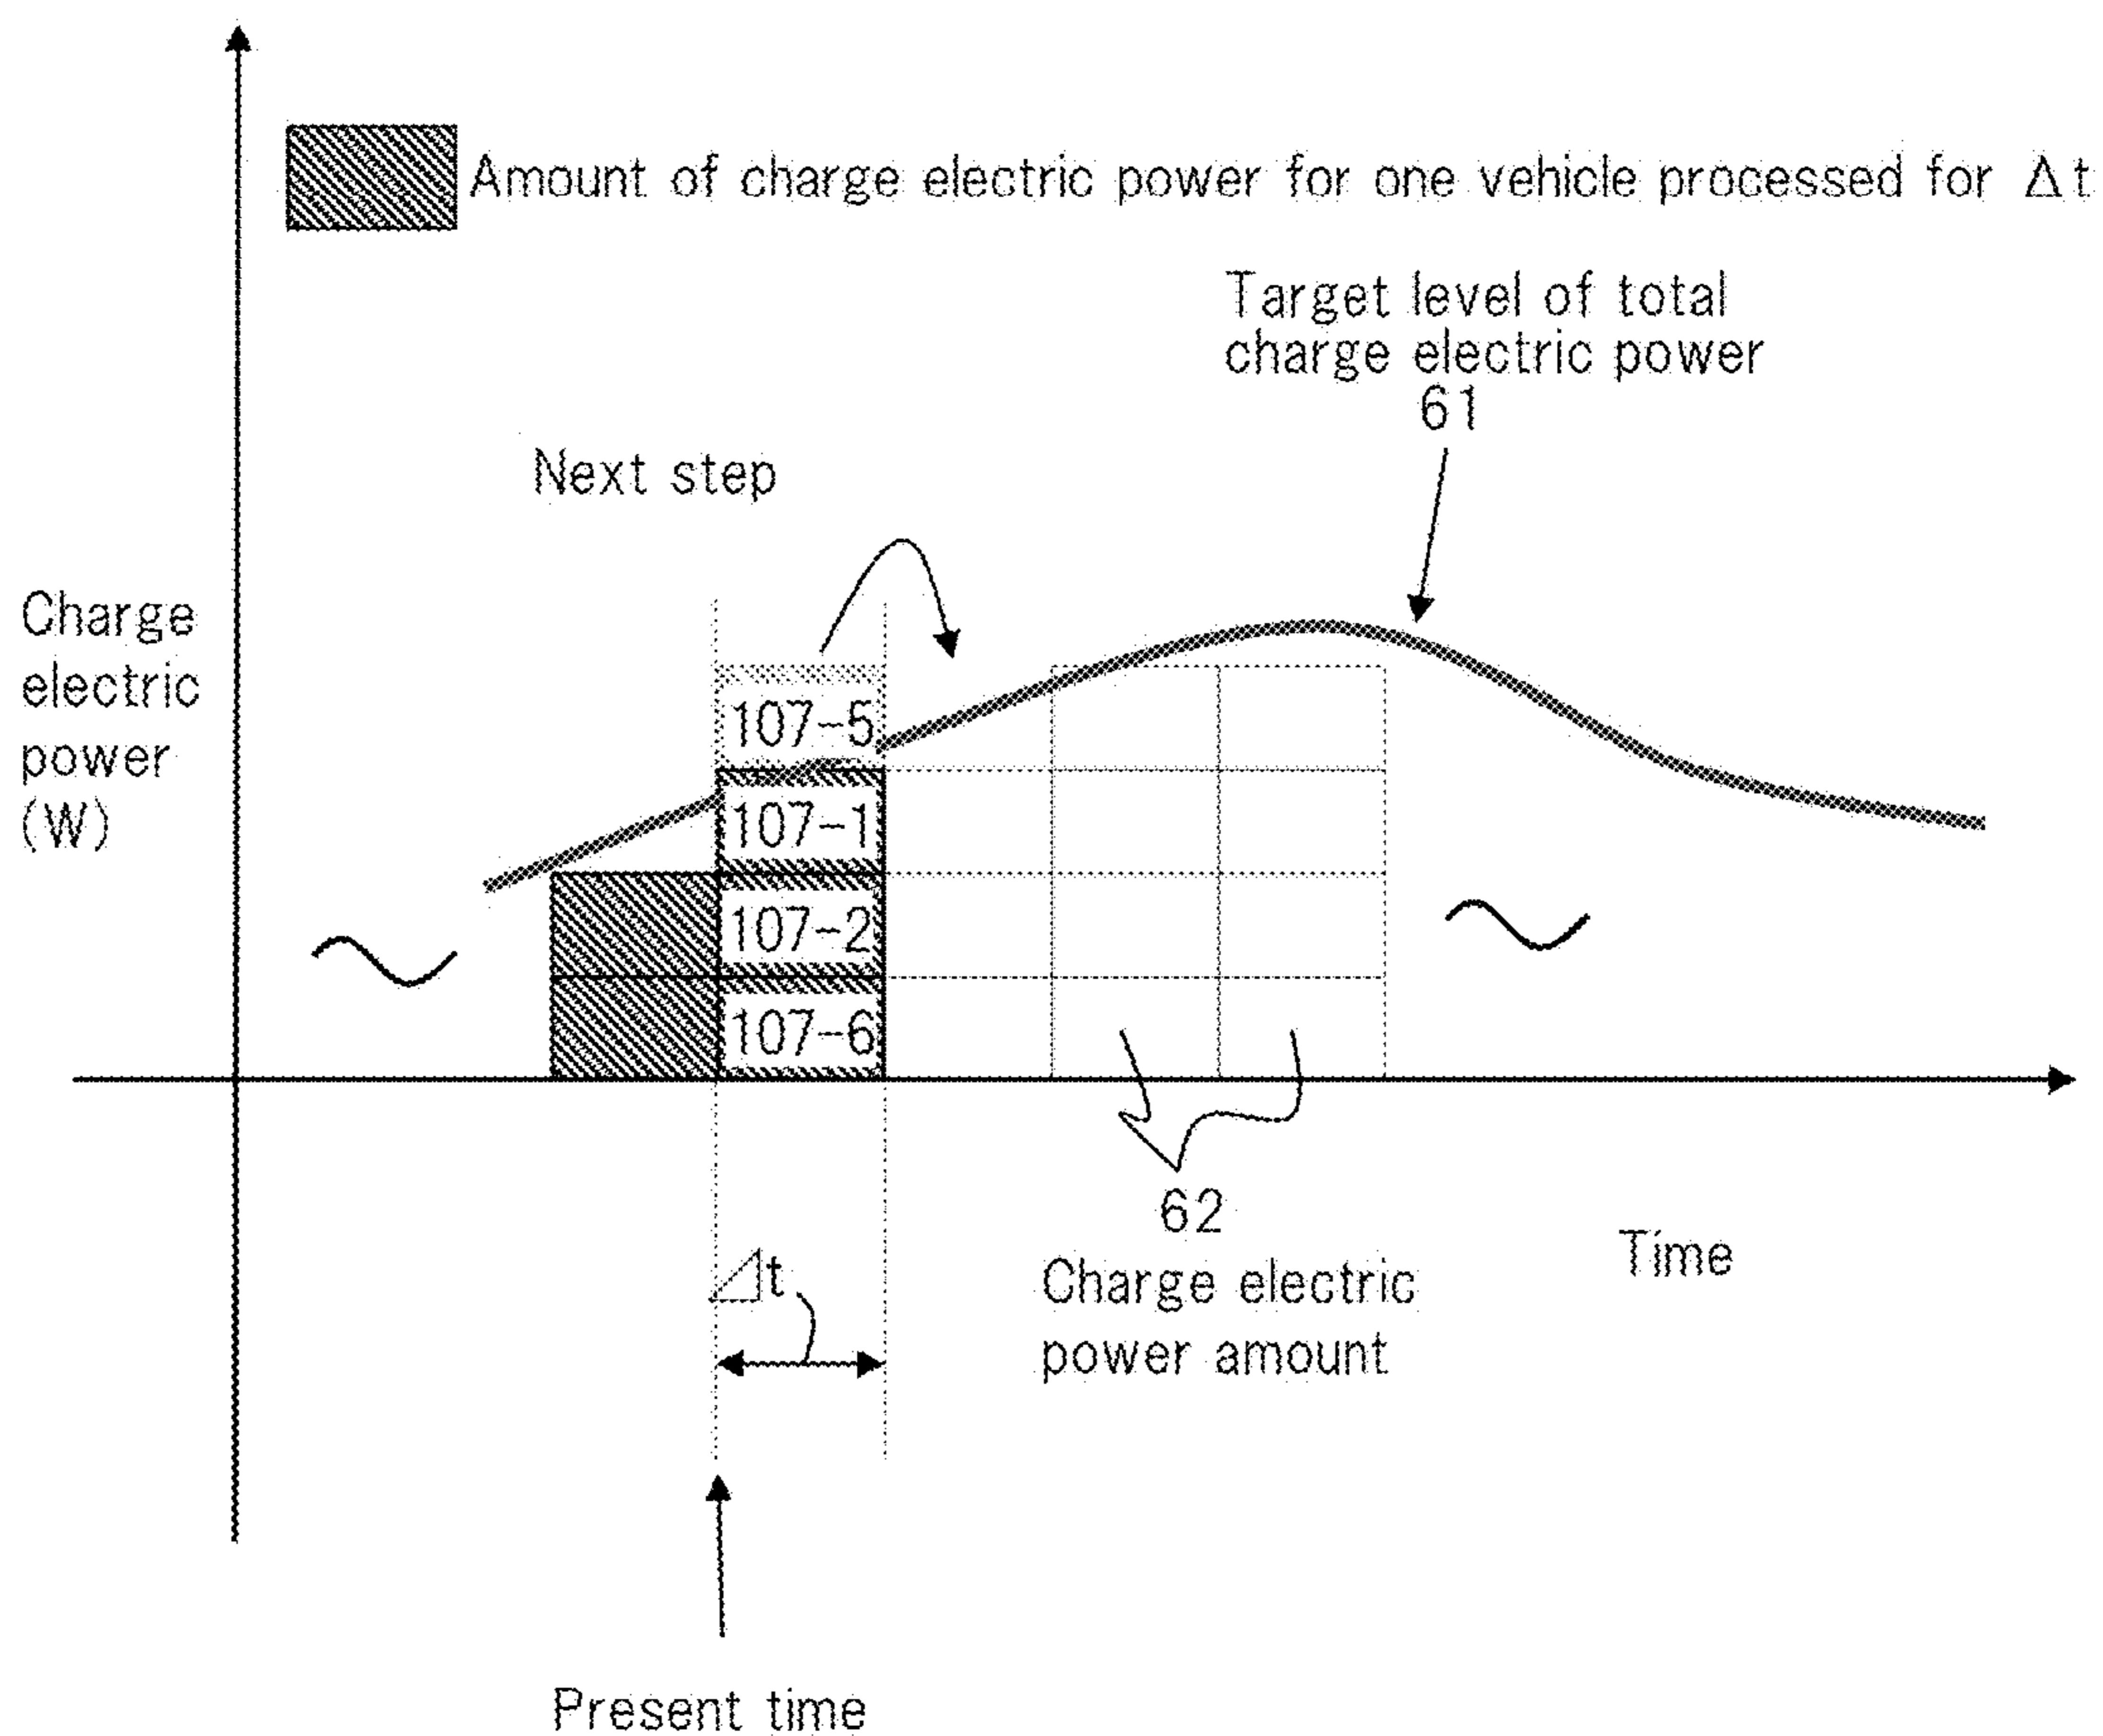 Amount of charge electric power for one vehicle processed for Δt
Target level of total
charge electric power
61
Next step
Charge
electric
power
(W)
107-5
107-1
107-2
107-6
62
Charge electric
power amount
Time
⊿t
Present time